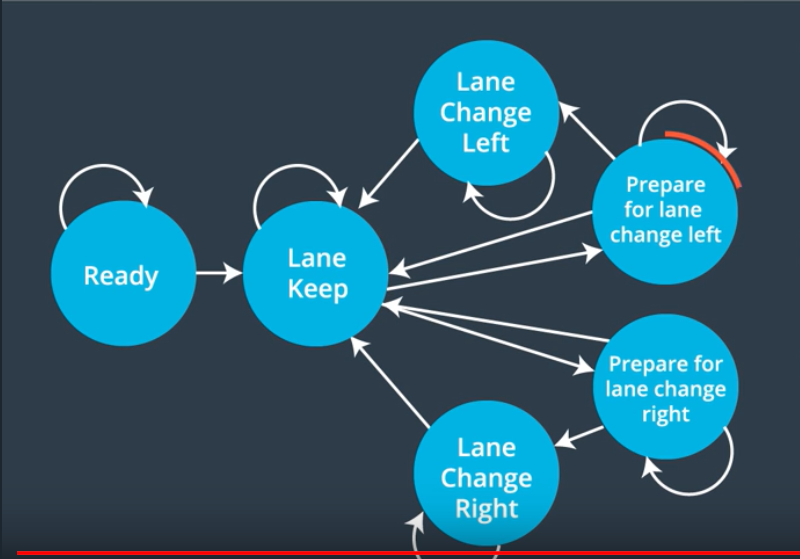 Lane
Change
Left
Prepare
for lane
change left
Ready
Lane
Keep
Prepare for
lane change
right
Lane
Change
Right